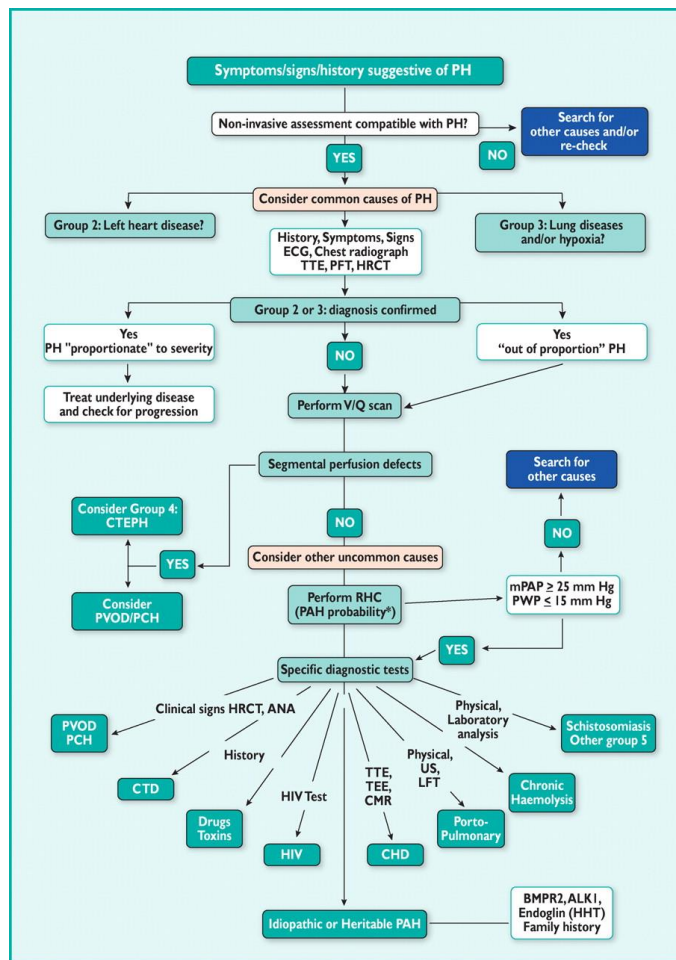 Symptoms/signs/history suggestive of PH
Non-invasive assessment compatible with PH?
Search for
other causes and/or
re-check
YES
NO
Consider common causes of PH
Group 2: Left heart disease?
Group 3: Lung diseases
and/or hypoxia?
History, Symptoms, Signs
ECG, Chest radiograph
TTE, PFT, HRCT
Group 2 or 3: diagnosis confirmed
Yes
PH "proportionate" to severity
NO
Yes
“out of proportion” PH
Treat underlying disease
and check for progression
Perform V/Q scan
Segmental perfusion defects
Search for
other causes
Consider Group 4:
CTEPH
NO
NO
YES
Consider other uncommon causes
Consider
PVOD/PCH
Perform RHC
(PAH probability*)
mPAP ≥ 25 mm Hg
PWP ≤ 15 mm Hg
YES
Specific diagnostic tests
Clinical signs HRCT, ANA
Physical,
Laboratory
analysis
PVOD
PCH
Schistosomiasis
Other group 5
History
HIV Test
TTE,
TEE,
CMR
Physical,
US,
LFT
CTD
Chronic
Haemolysis
Drugs
Toxins
Porto-
Pulmonary
HIV
CHD
Idiopathic or Heritable PAH
BMPR2, ALK1,
Endoglin (HHT)
Family history